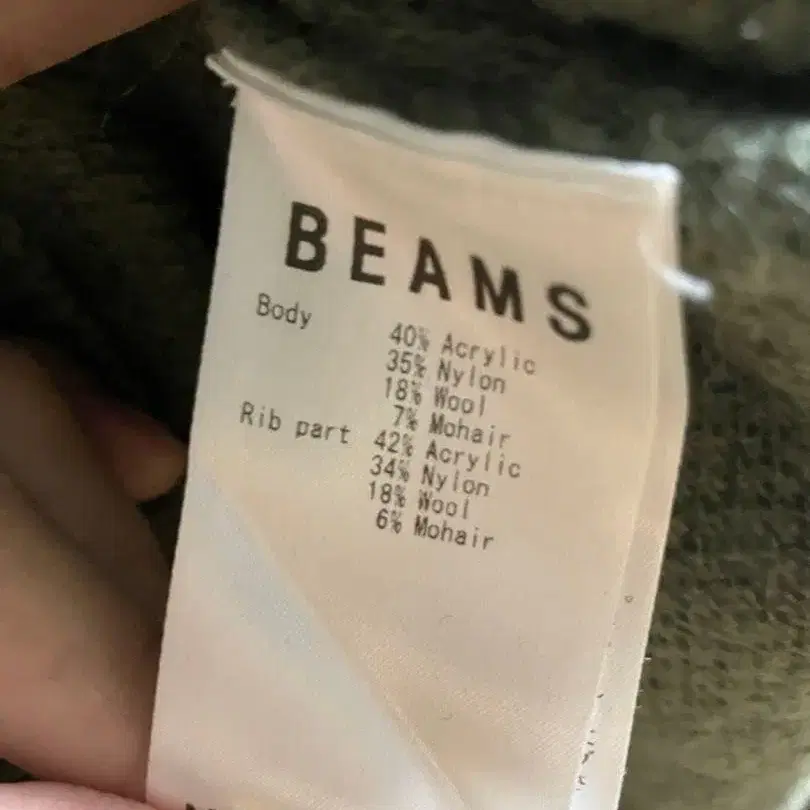 BEAMS
Body 40% Acrylic
35% Nylon
18% Wool
7% Mohair
Rib part 42% Acrylic
34% Nylon
18% Wool
6% Mohair